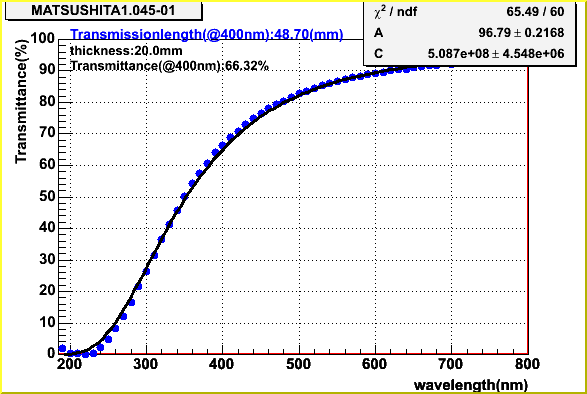 MATSUSHITA1.045-01
χ² / ndf 65.49 / 60
A 96.79 ± 0.2168
C 5.087e+08 ± 4.548e+06
Transmissionlength(@400nm):48.70(mm)
thickness:20.0mm
Transmittance(@400nm):66.32%
Transmittance(%)
100
90
80
70
60
50
40
30
20
10
0
200 300 400 500 600 700 800
wavelength(nm)